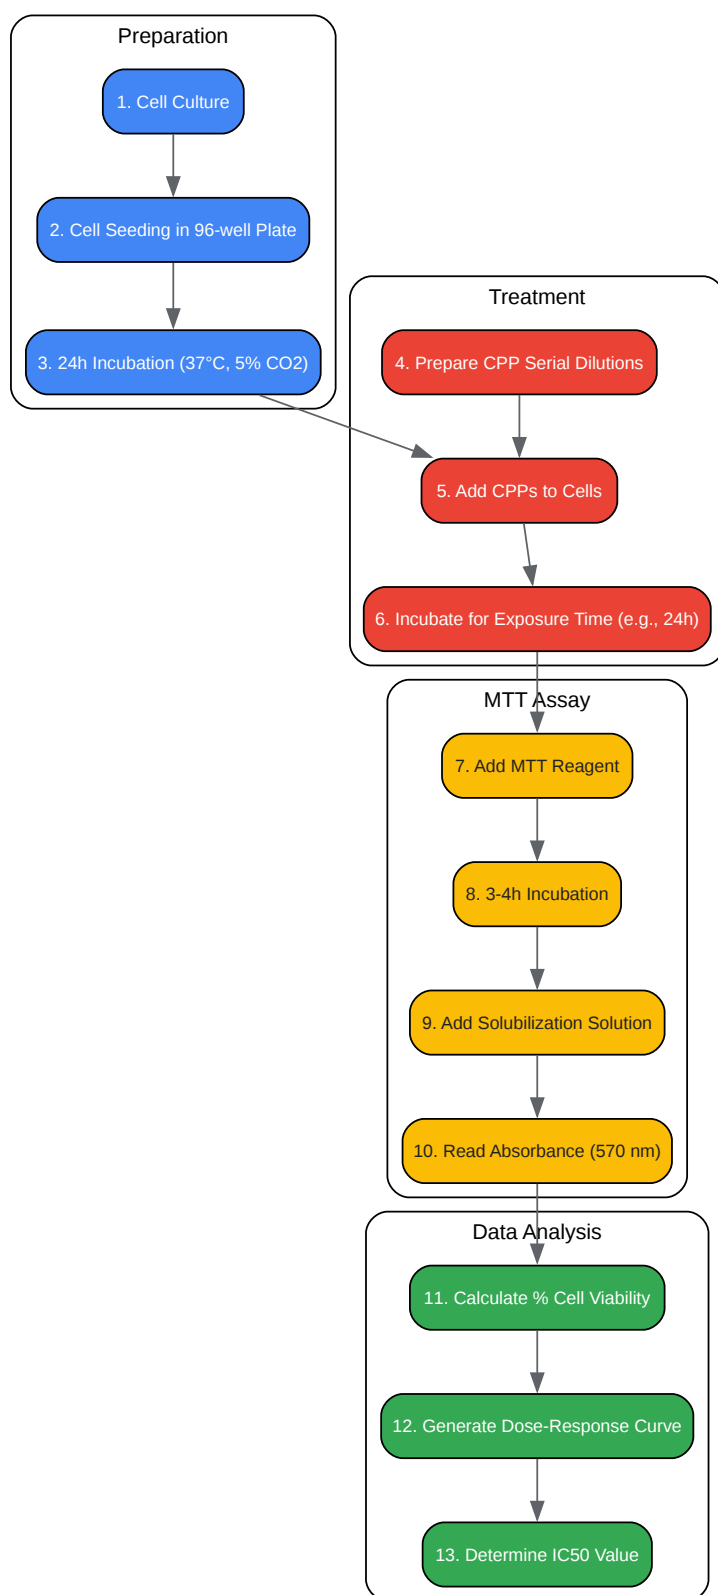 Preparation
1. Cell Culture
2. Cell Seeding in 96-well Plate
3. 24h Incubation (37°C, 5% CO2)
Treatment
4. Prepare CPP Serial Dilutions
5. Add CPPs to Cells
6. Incubate for Exposure Time (e.g., 24h)
MTT Assay
7. Add MTT Reagent
8. 3-4h Incubation
9. Add Solubilization Solution
10. Read Absorbance (570 nm)
Data Analysis
11. Calculate % Cell Viability
12. Generate Dose-Response Curve
13. Determine IC50 Value